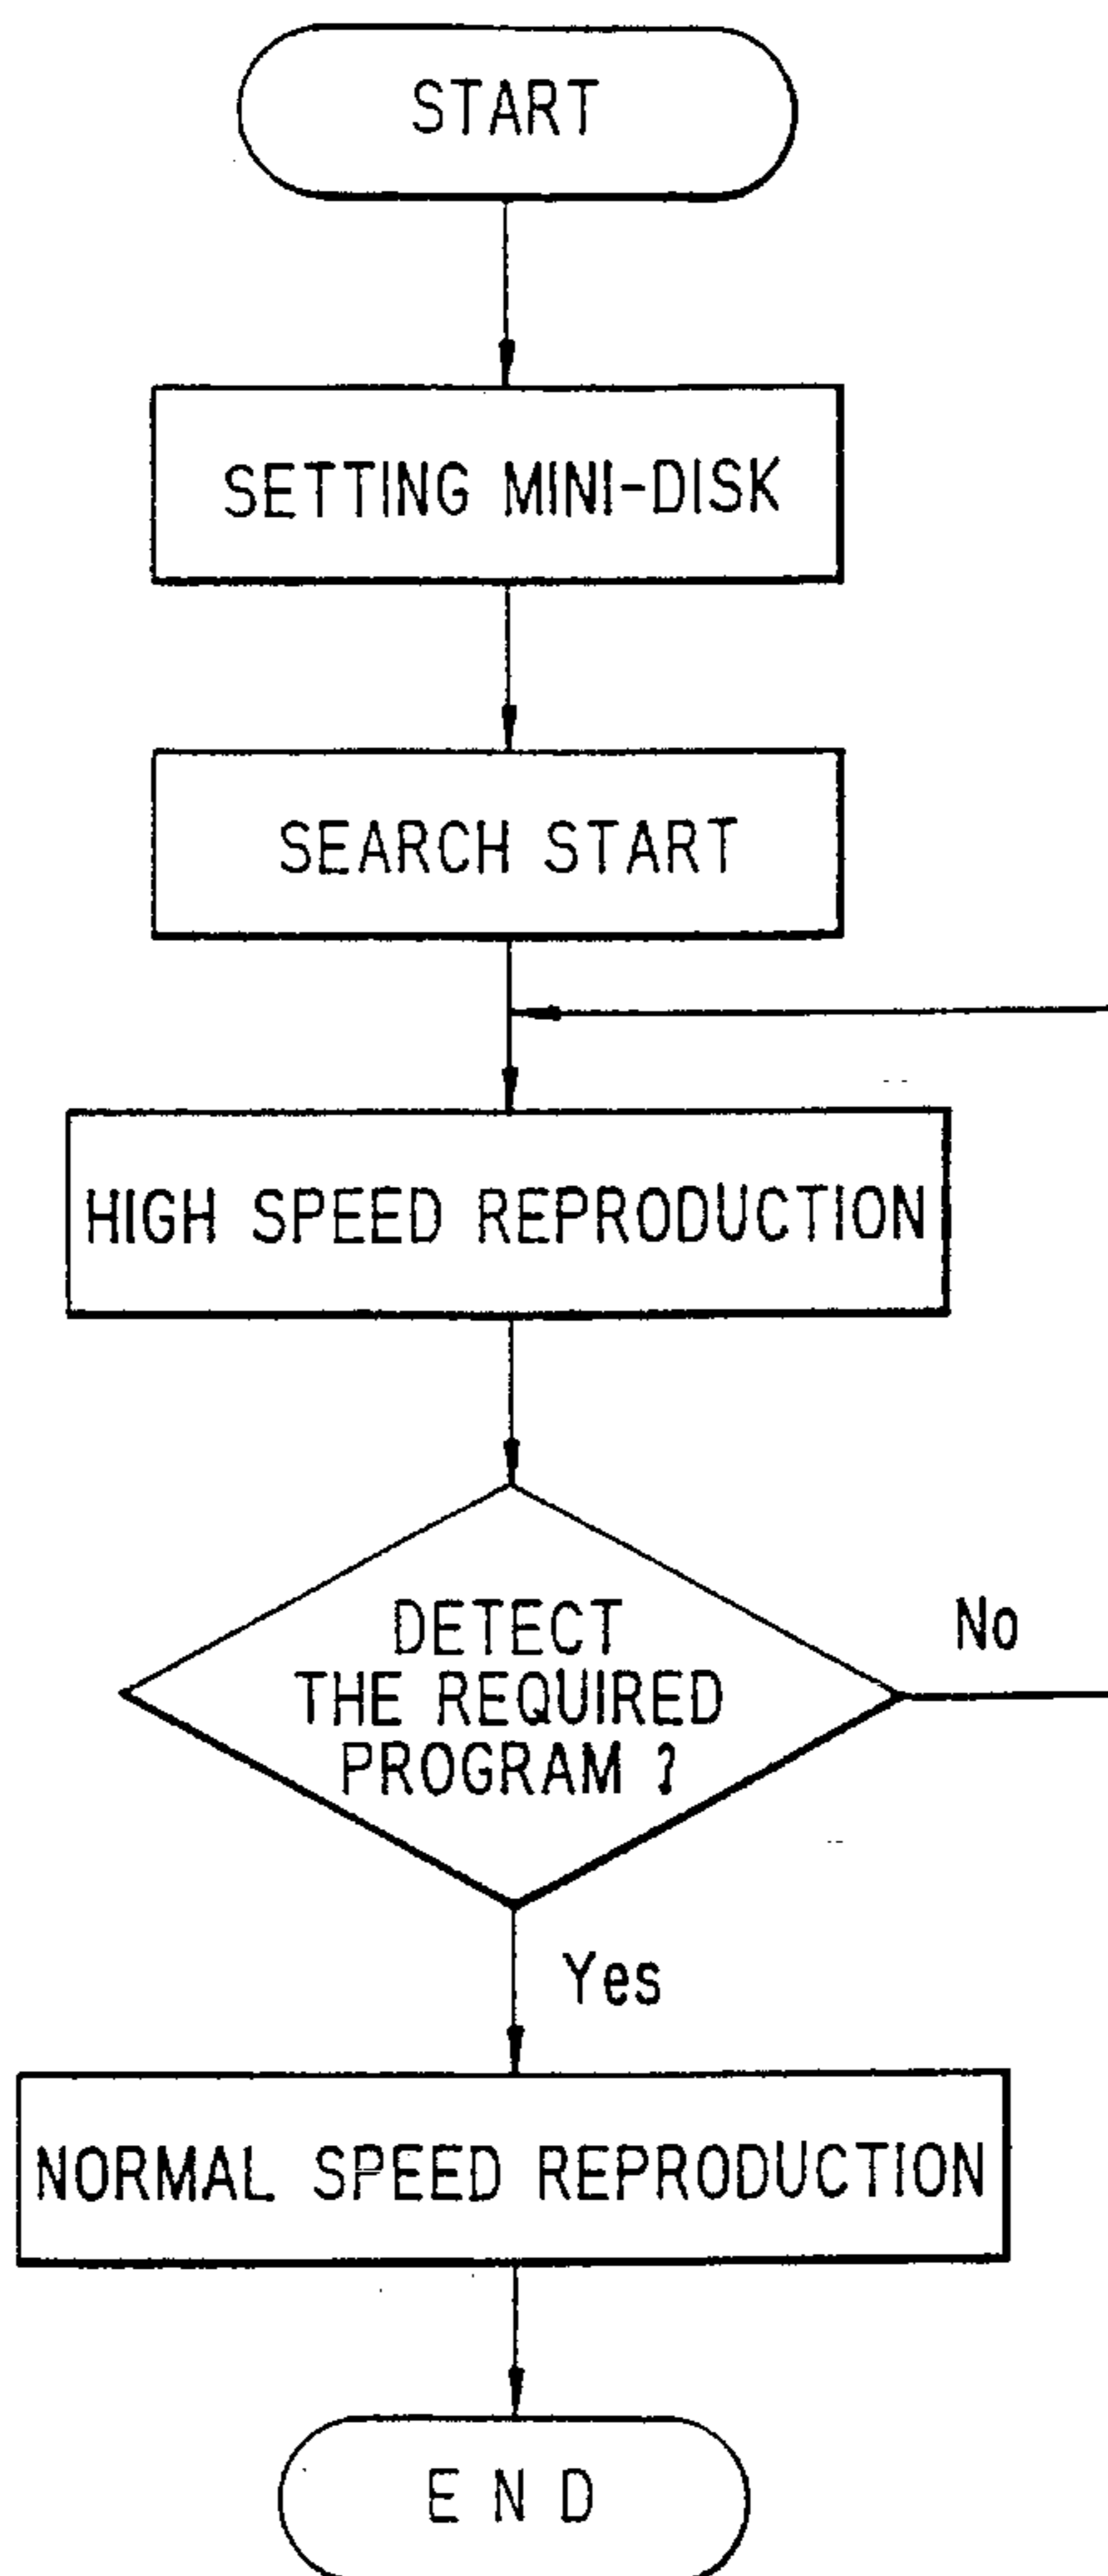 START
SETTING MINI-DISK
SEARCH START
HIGH SPEED REPRODUCTION
DETECT
THE REQUIRED
PROGRAM ?
No
Yes
NORMAL SPEED REPRODUCTION
END